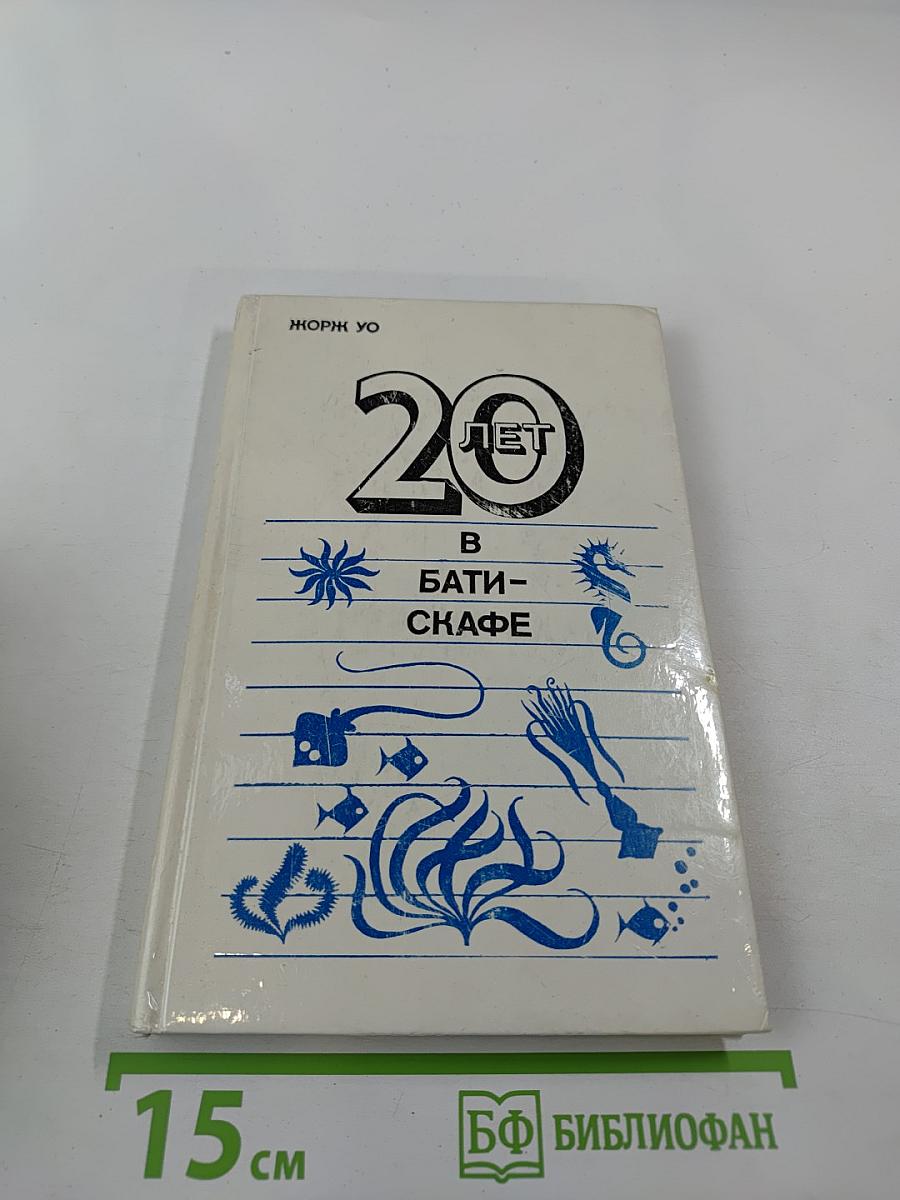 ЖОРЖ УО
20
ЛЕТ
В
БАТИ-
СКАФЕ
15 см
БФ БИБЛИОФАН